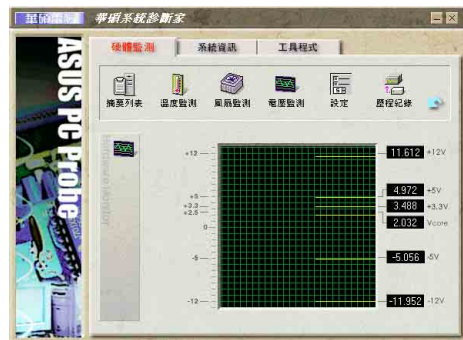 華碩 華碩系統診斷家
硬體監測 系統資訊 工具程式
摘要列表 溫度監測 風扇監測 電壓監測 設定 歷程紀錄
ASUS PC Probe
Hardware Monitor
+12
+5
+3.3
+2.5
0
-5
-12
11.612 +12V
4.972 +5V
3.488 +3.3V
2.032 Vcore
-5.056 -5V
-11.952 -12V